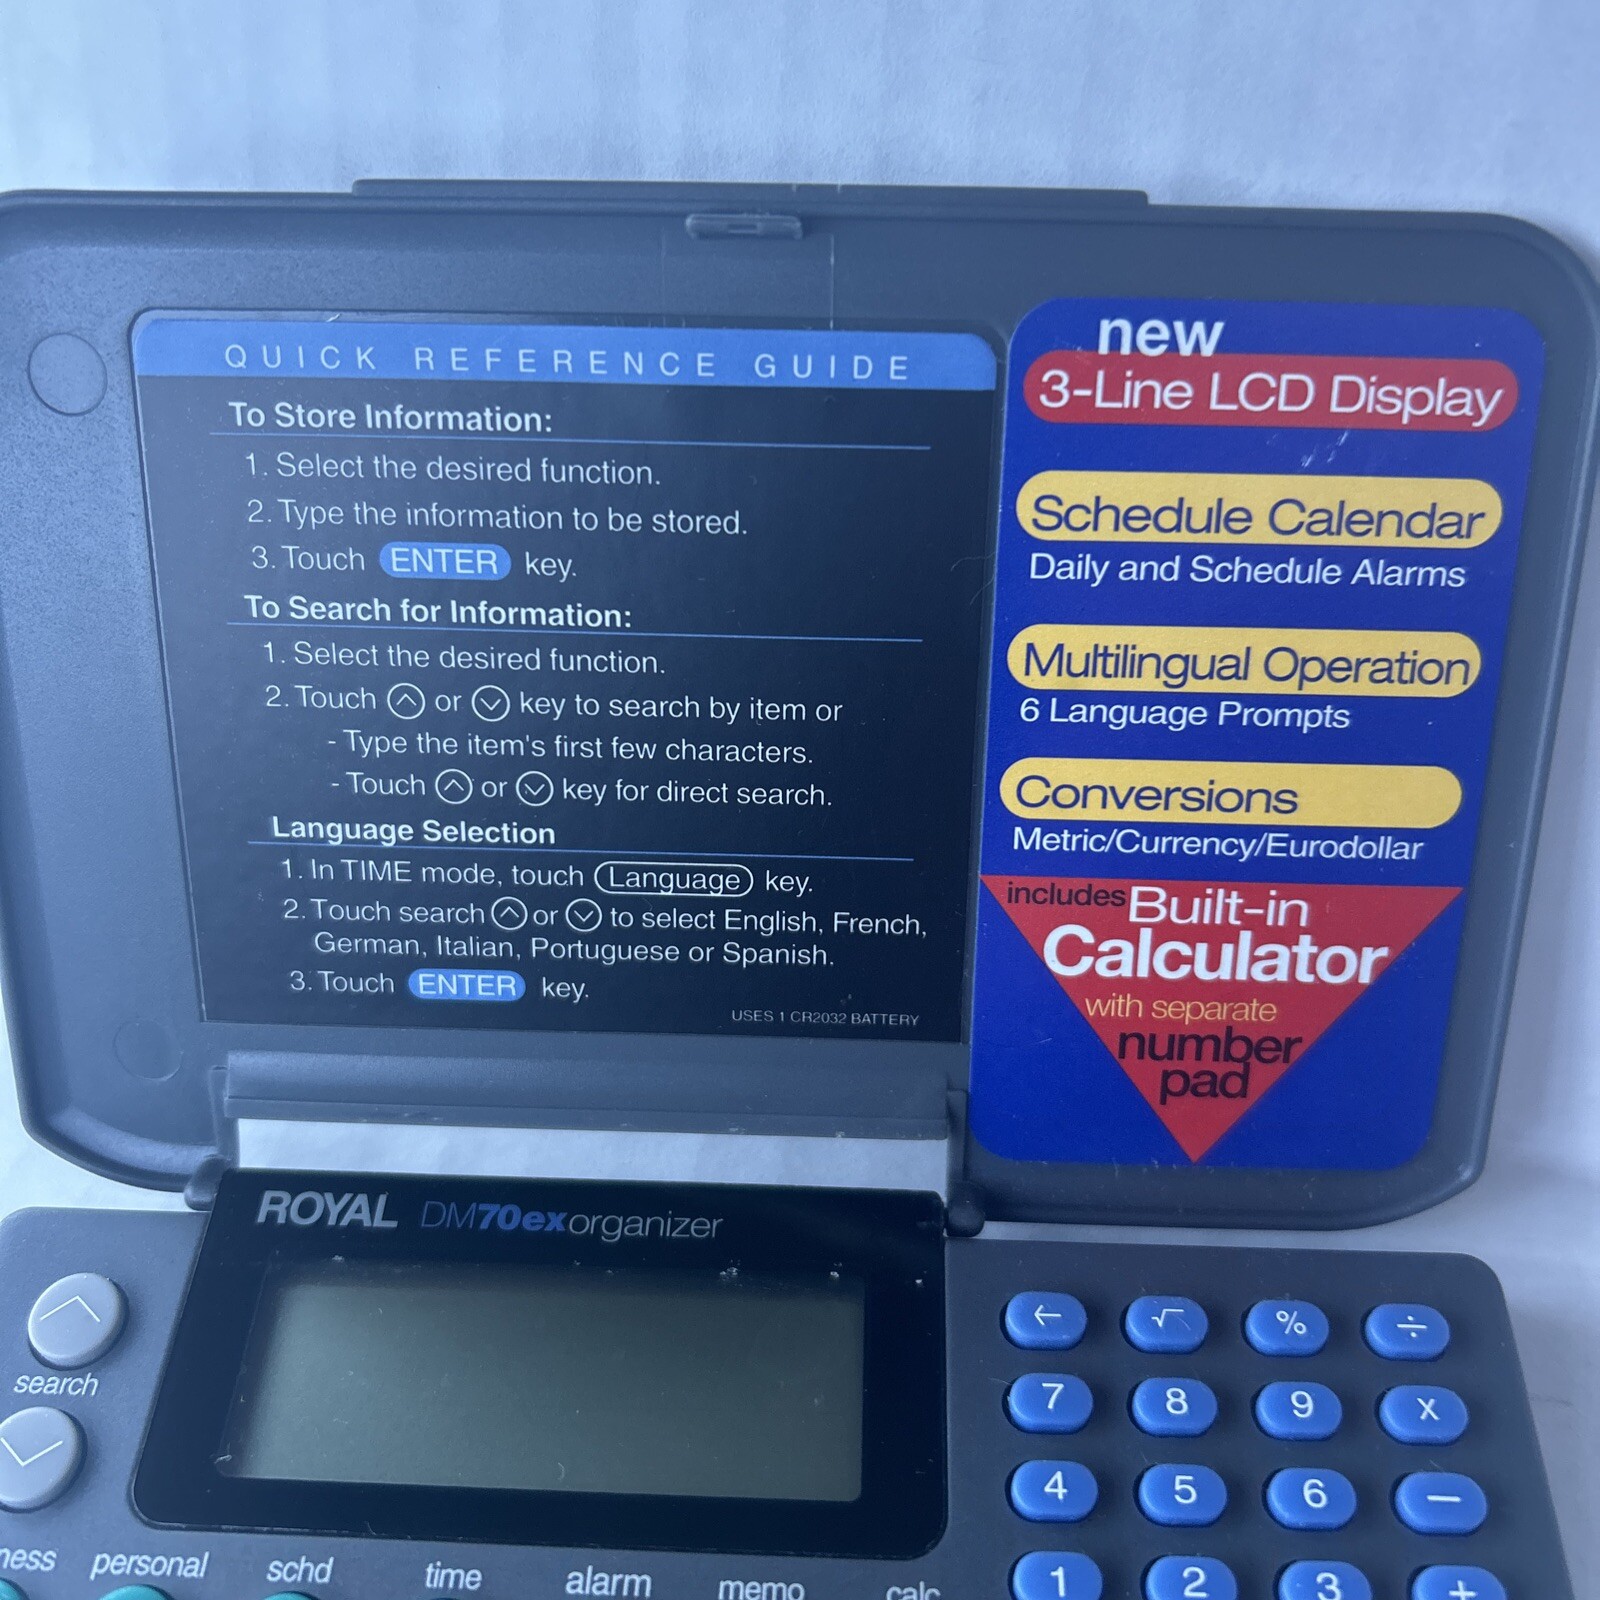 QUICK REFERENCE GUIDE
To Store Information:
1. Select the desired function.
2. Type the information to be stored.
3. Touch ENTER key.
To Search for Information:
1. Select the desired function.
2. Touch or key to search by item or
- Type the item's first few characters.
- Touch or key for direct search.
Language Selection
1. In TIME mode, touch Language key.
2. Touch search or to select English, French,
German, Italian, Portuguese or Spanish.
3. Touch ENTER key.
USES 1 CR2032 BATTERY
new
3-Line LCD Display
Schedule Calendar
Daily and Schedule Alarms
Multilingual Operation
6 Language Prompts
Conversions
Metric/Currency/Eurodollar
includes Built-in
Calculator
with separate
number
pad
ROYAL DM70ex organizer
search
← √ % ÷
7 8 9 x
4 5 6 −
1 2 3 +
personal schd time alarm memo calc